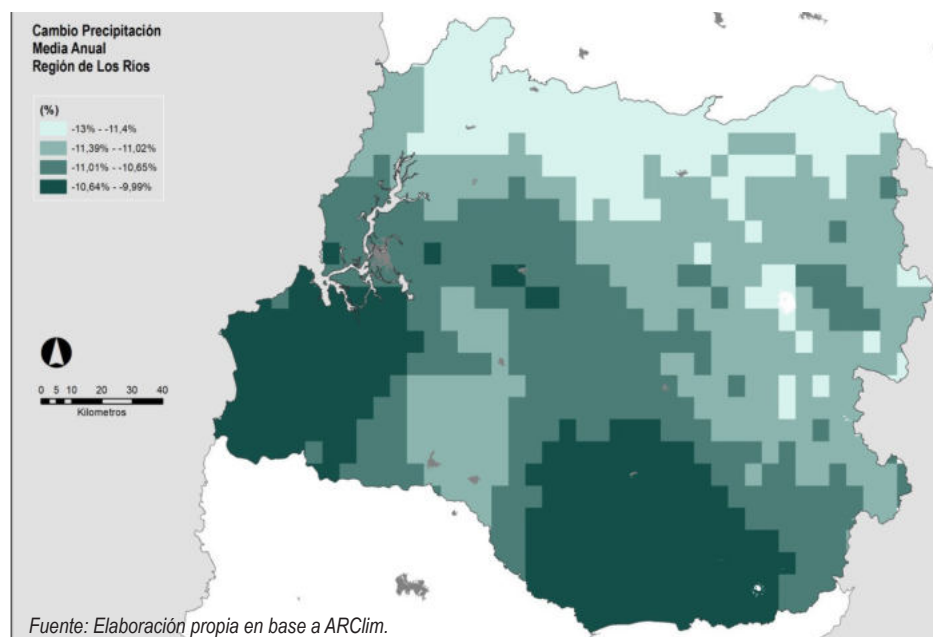 Cambio Precipitación
Media Anual
Región de Los Rios
(%)
-13% - -11,4%
-11,39% - -11,02%
-11,01% - -10,65%
-10,64% - -9,99%
0 5 10 20 30 40
Kilometros
Fuente: Elaboración propia en base a ARClim.